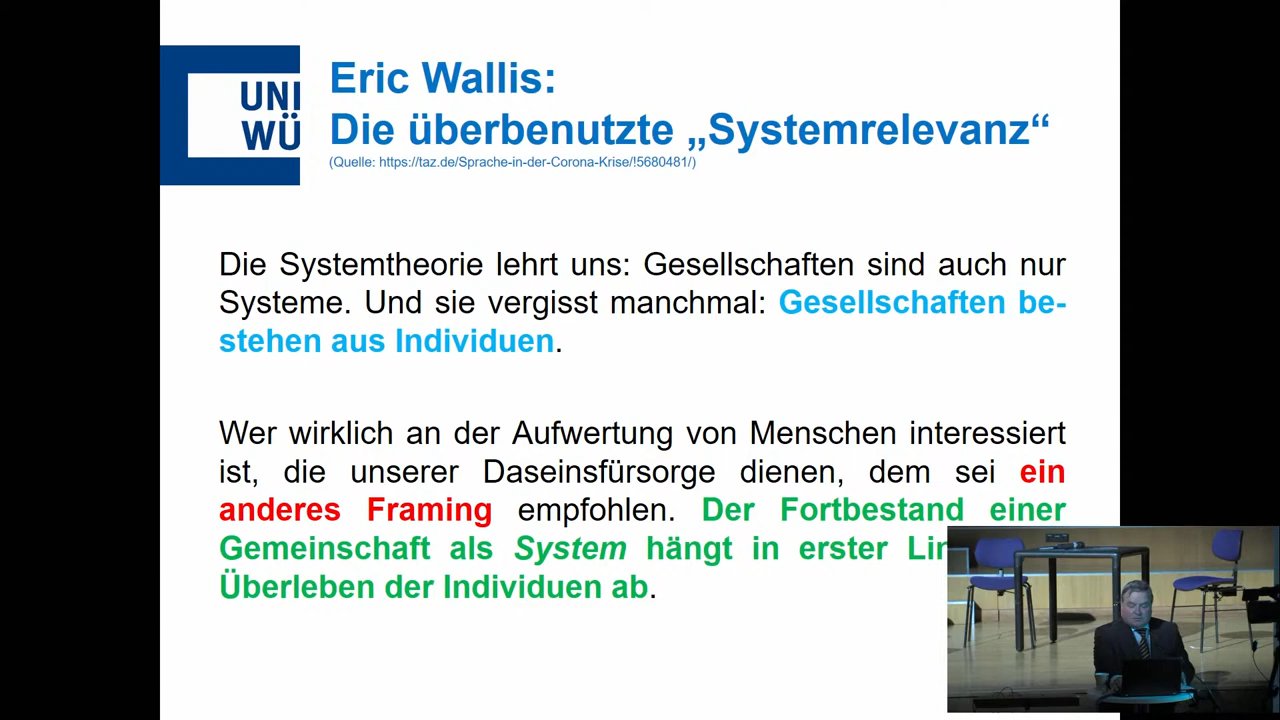 UNI
WÜ
Eric Wallis:
Die überbenutzte „Systemrelevanz“
(Quelle: https://taz.de/Sprache-in-der-Corona-Krise/!5680481/)
Die Systemtheorie lehrt uns: Gesellschaften sind auch nur
Systeme. Und sie vergisst manchmal: Gesellschaften be-
stehen aus Individuen.
Wer wirklich an der Aufwertung von Menschen interessiert
ist, die unserer Daseinsfürsorge dienen, dem sei ein
anderes Framing empfohlen. Der Fortbestand einer
Gemeinschaft als System hängt in erster
Überleben der Individuen ab.